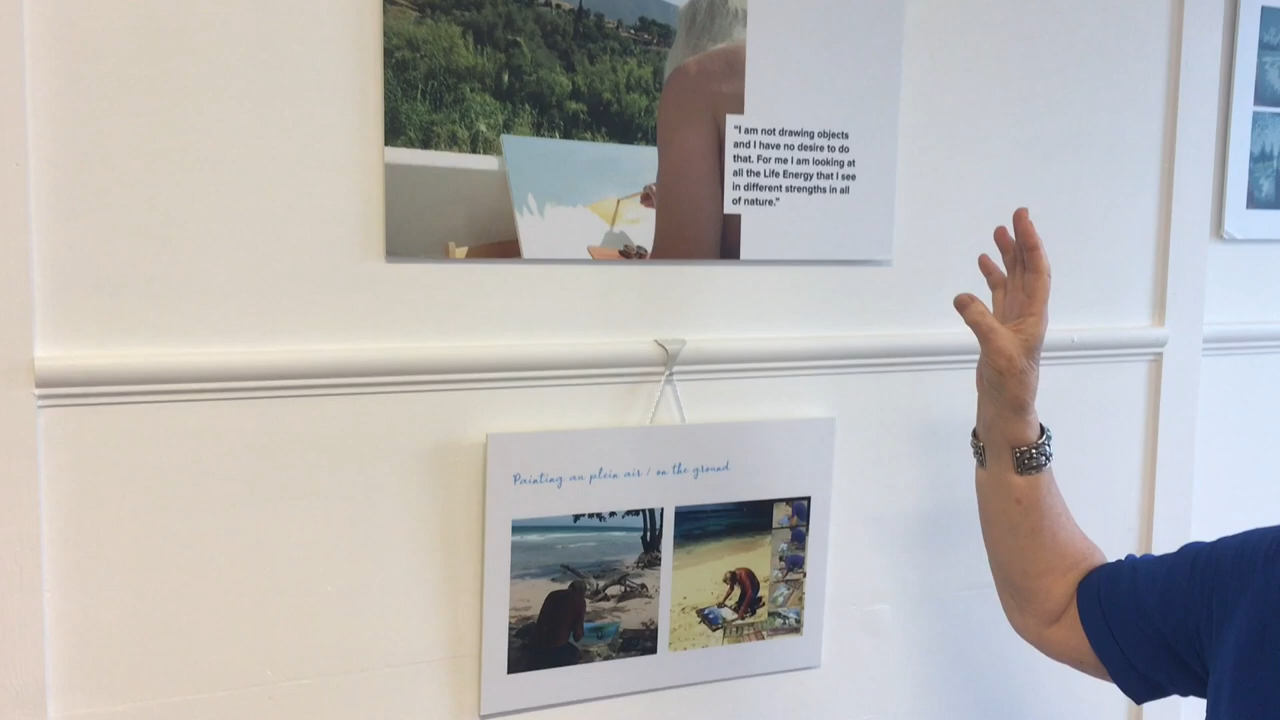 "I am not drawing objects
and I have no desire to do
that. For me I am looking at
all the Life Energy that I see
in different strengths in all
of nature."
Painting an plein air / on the ground